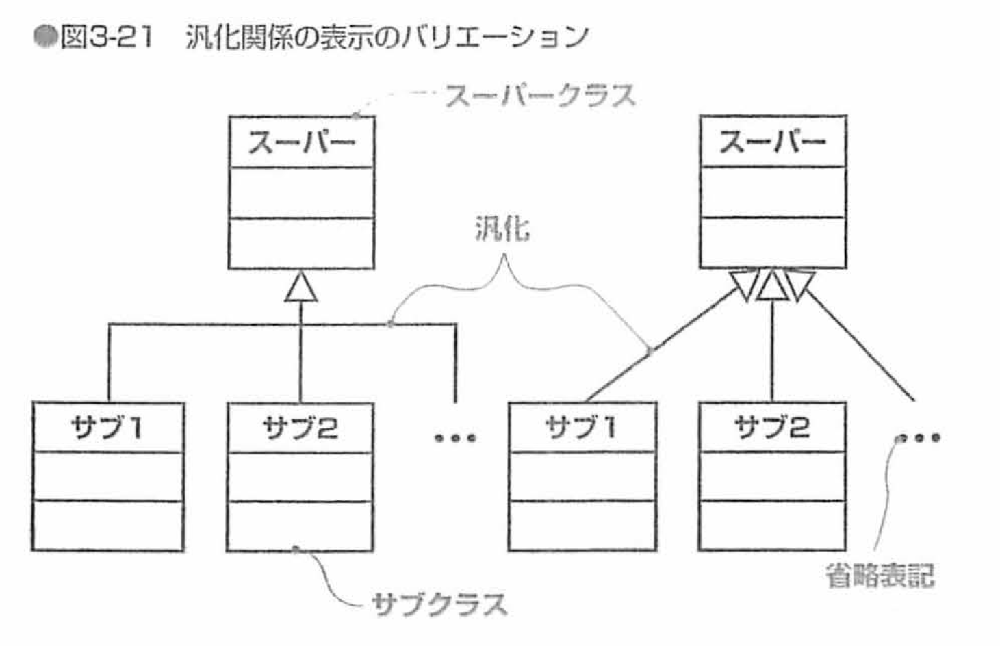 ●図3-21 汎化関係の表示のバリエーション
スーパークラス
スーパー
スーパー
汎化
サブ1
サブ2
•••
サブ1
サブ2
•••
省略表記
サブクラス